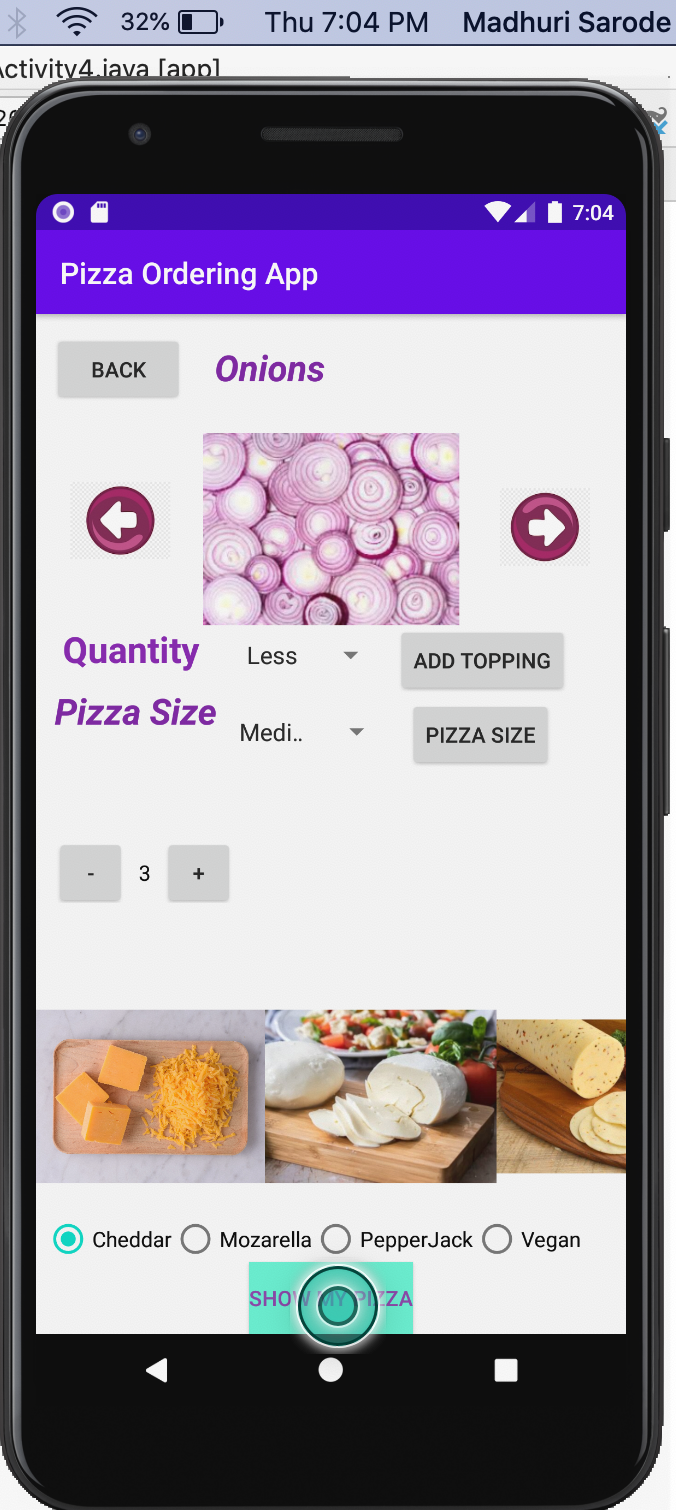 32% Thu 7:04 PM Madhuri Sarode
Activity4.java [app]
7:04
Pizza Ordering App
BACK Onions
Quantity Less ADD TOPPING
Pizza Size Medi.. PIZZA SIZE
- 3 +
Cheddar Mozarella PepperJack Vegan
SHOW MY PIZZA